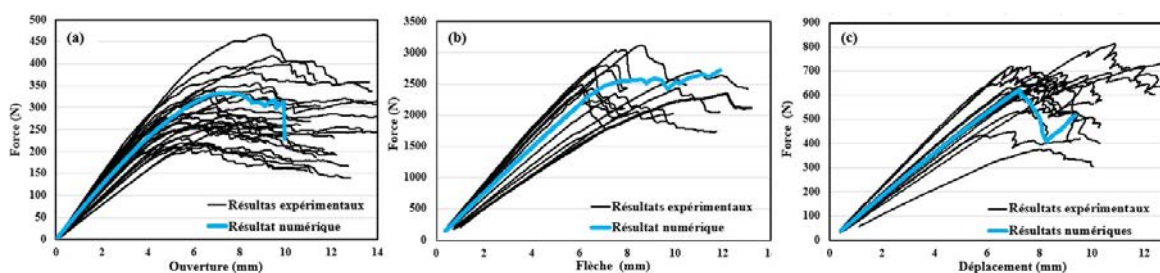 (a)
500
450
400
350
300
250
200
150
100
50
0
Force (N)
0 2 4 6 8 10 12 14
Ouverture (mm)
Résultas expérimentaux
Résultat numérique
(b)
3500
3000
2500
2000
1500
1000
500
0
Force (N)
0 2 4 6 8 10 12 1
Flèche (mm)
Résultats expérimentaux
Résultat numérique
(c)
900
800
700
600
500
400
300
200
100
0
Force (N)
0 2 4 6 8 10 12
Déplacement (mm)
Résultats expérimentaux
Résultats numériques